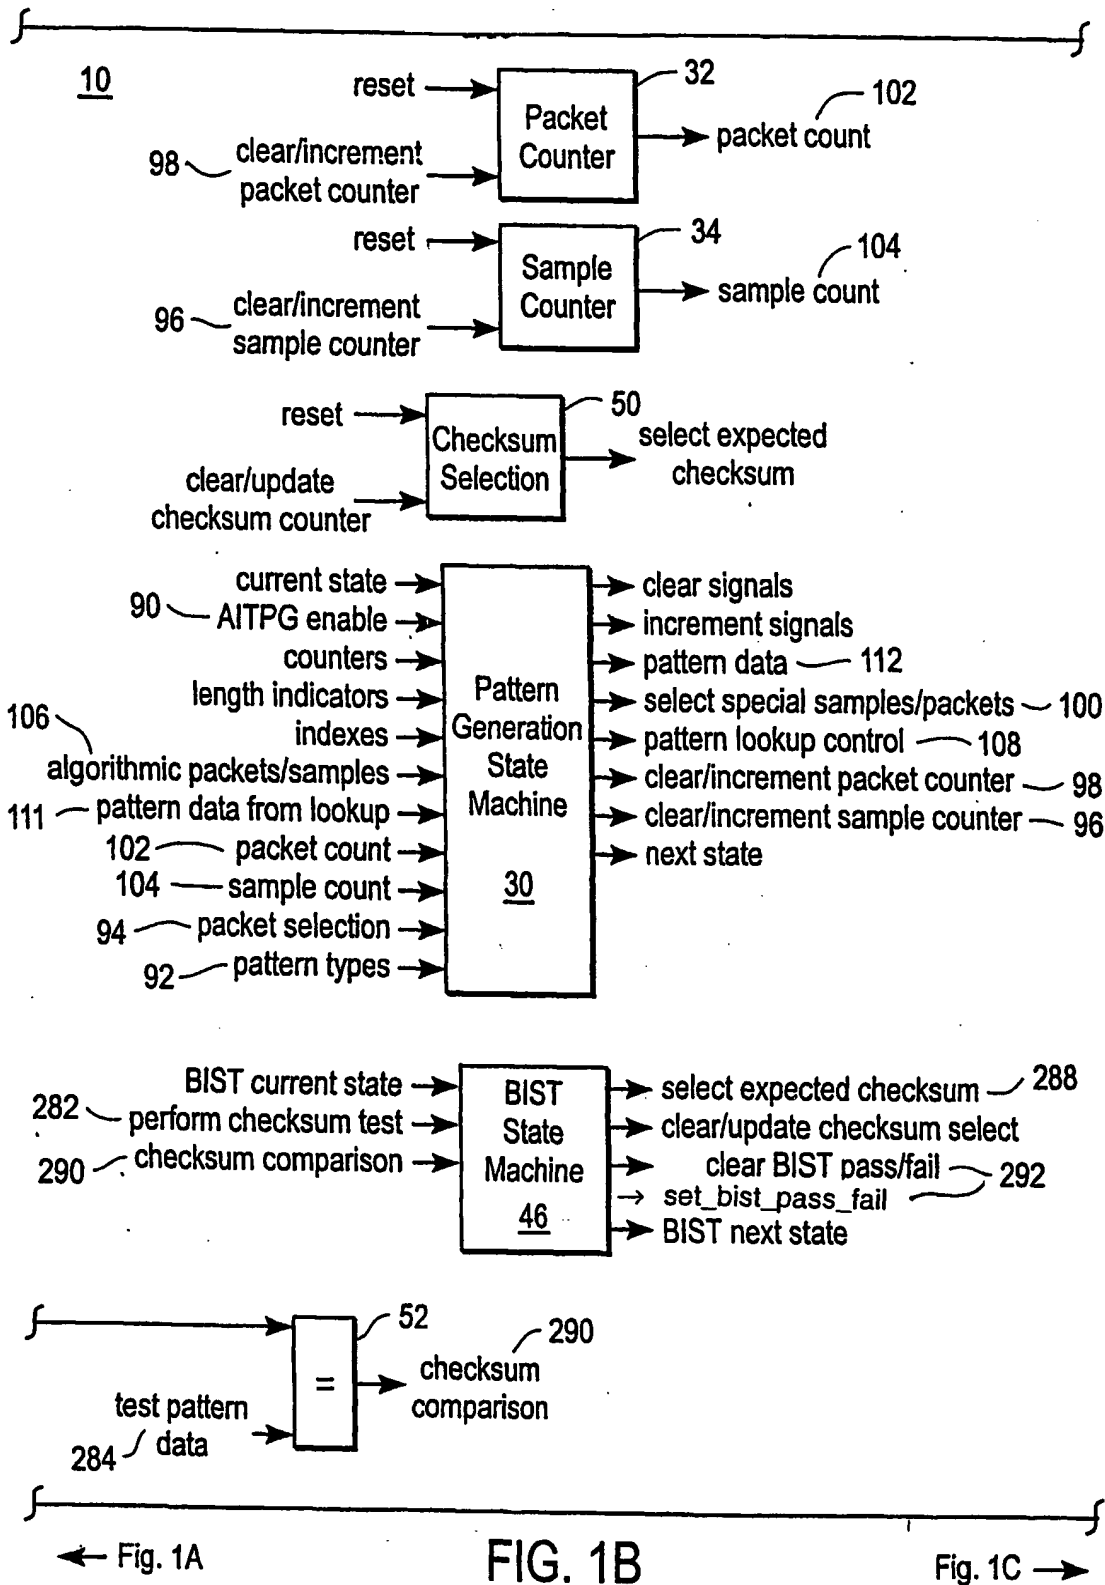 10
reset
32
Packet
Counter
102
packet count
98
clear/increment
packet counter
reset
34
Sample
Counter
104
sample count
96
clear/increment
sample counter
reset
50
Checksum
Selection
select expected
checksum
clear/update
checksum counter
current state
90 AITPG enable
counters
length indicators
indexes
106
algorithmic packets/samples
111 pattern data from lookup
102 packet count
104 sample count
94 packet selection
92 pattern types
Pattern
Generation
State
Machine
30
clear signals
increment signals
pattern data 112
select special samples/packets 100
pattern lookup control 108
clear/increment packet counter 98
clear/increment sample counter 96
next state
BIST current state
282 perform checksum test
290 checksum comparison
BIST
State
Machine
46
select expected checksum 288
clear/update checksum select
clear BIST pass/fail
292
set_bist_pass_fail
BIST next state
52
=
290
checksum
comparison
test pattern
data
284
Fig. 1A
FIG. 1B
Fig. 1C